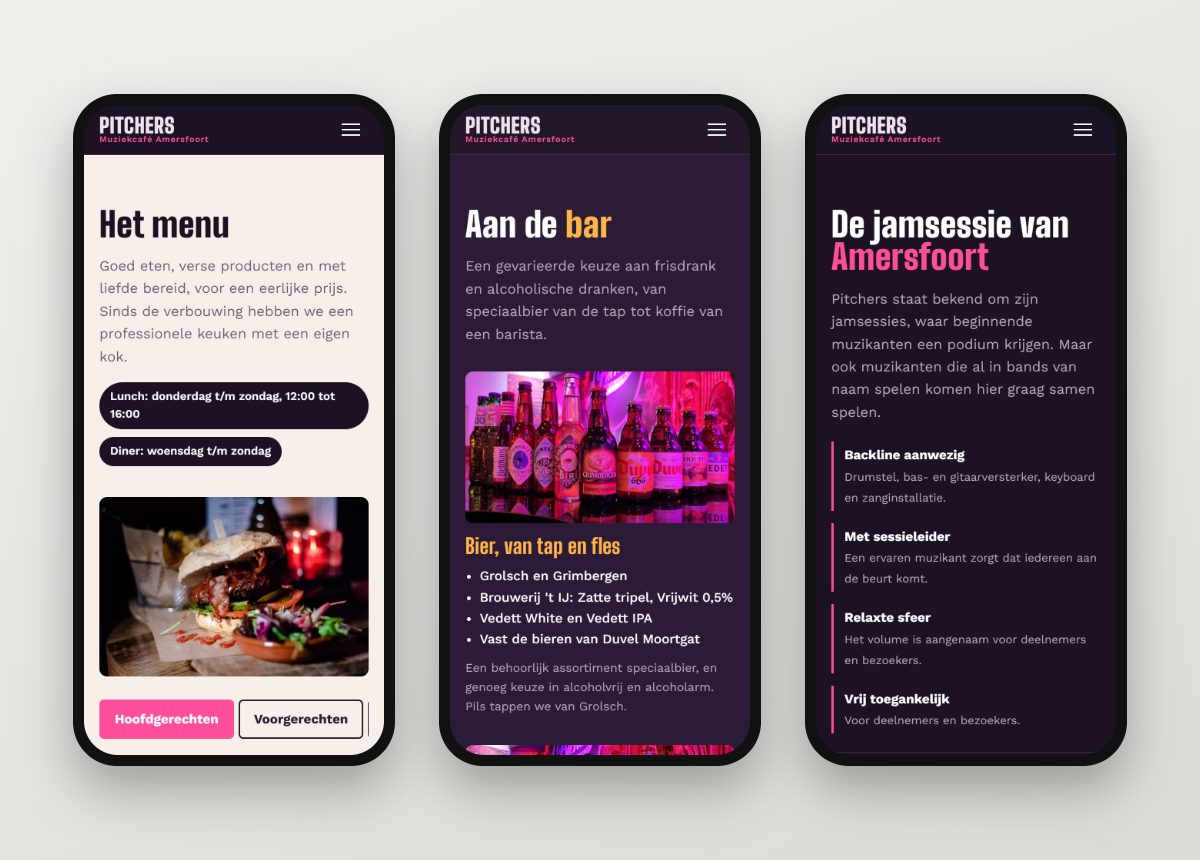 PITCHERS
Muziekcafé Amersfoort
Het menu
Goed eten, verse producten en met
liefde bereid, voor een eerlijke prijs.
Sinds de verbouwing hebben we een
professionele keuken met een eigen
kok.
Lunch: donderdag t/m zondag, 12:00 tot
16:00
Diner: woensdag t/m zondag
Hoofdgerechten
Voorgerechten
PITCHERS
Muziekcafé Amersfoort
Aan de bar
Een gevarieerde keuze aan frisdrank
en alcoholische dranken, van
speciaalbier van de tap tot koffie van
een barista.
Bier, van tap en fles
• Grolsch en Grimbergen
• Brouwerij 't IJ: Zatte tripel, Vrijwit 0,5%
• Vedett White en Vedett IPA
• Vast de bieren van Duvel Moortgat
Een behoorlijk assortiment speciaalbier, en
genoeg keuze in alcoholvrij en alcoholarm.
Pils tappen we van Grolsch.
PITCHERS
Muziekcafé Amersfoort
De jamsessie van
Amersfoort
Pitchers staat bekend om zijn
jamsessies, waar beginnende
muzikanten een podium krijgen. Maar
ook muzikanten die al in bands van
naam spelen komen hier graag samen
spelen.
Backline aanwezig
Drumstel, bas- en gitaarversterker, keyboard
en zanginstallatie.
Met sessieleider
Een ervaren muzikant zorgt dat iedereen aan
de beurt komt.
Relaxte sfeer
Het volume is aangenaam voor deelnemers
en bezoekers.
Vrij toegankelijk
Voor deelnemers en bezoekers.